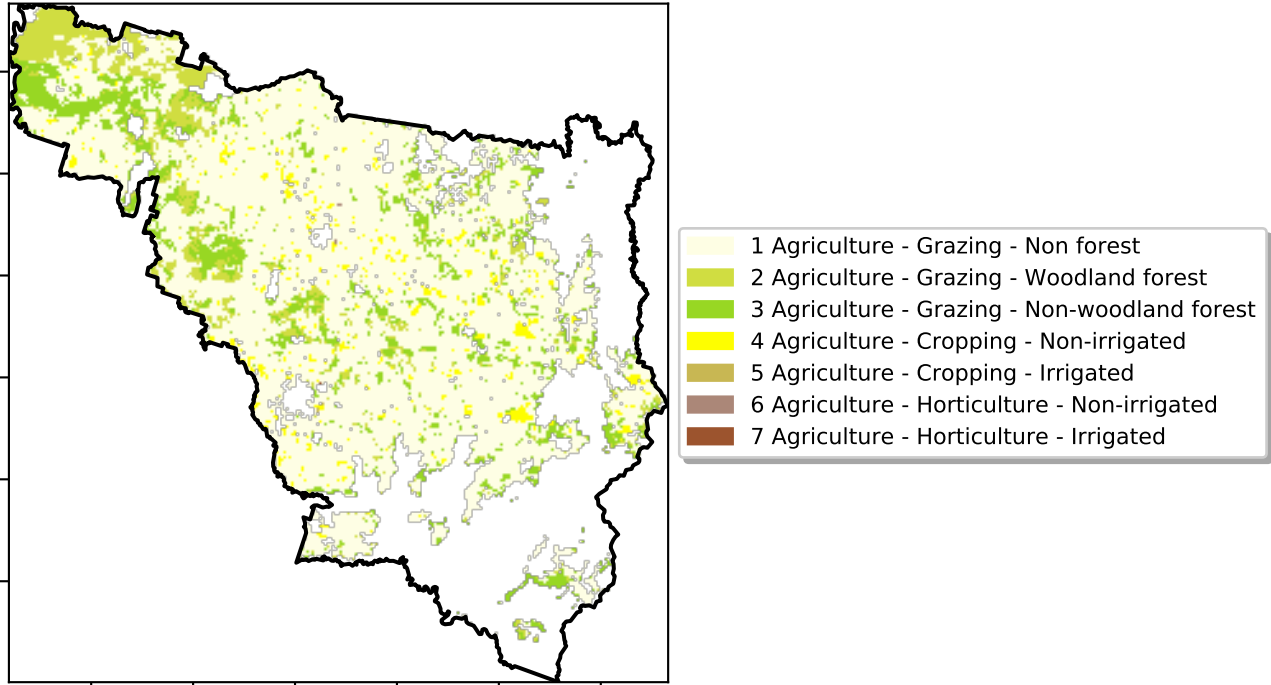 1 Agriculture - Grazing - Non forest
2 Agriculture - Grazing - Woodland forest
3 Agriculture - Grazing - Non-woodland forest
4 Agriculture - Cropping - Non-irrigated
5 Agriculture - Cropping - Irrigated
6 Agriculture - Horticulture - Non-irrigated
7 Agriculture - Horticulture - Irrigated